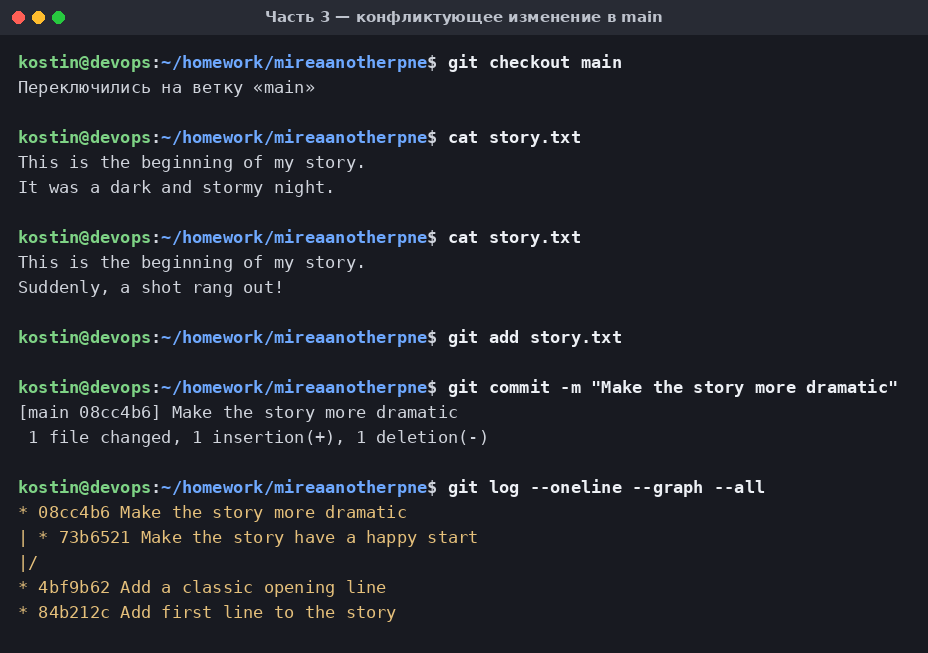 Часть 3 — конфликтующее изменение в main
kostin@devops:~/homework/mireaanotherpne$ git checkout main
Переключились на ветку «main»
kostin@devops:~/homework/mireaanotherpne$ cat story.txt
This is the beginning of my story.
It was a dark and stormy night.
kostin@devops:~/homework/mireaanotherpne$ cat story.txt
This is the beginning of my story.
Suddenly, a shot rang out!
kostin@devops:~/homework/mireaanotherpne$ git add story.txt
kostin@devops:~/homework/mireaanotherpne$ git commit -m "Make the story more dramatic"
[main 08cc4b6] Make the story more dramatic
 1 file changed, 1 insertion(+), 1 deletion(-)
kostin@devops:~/homework/mireaanotherpne$ git log --oneline --graph --all
* 08cc4b6 Make the story more dramatic
| * 73b6521 Make the story have a happy start
|/
* 4bf9b62 Add a classic opening line
* 84b212c Add first line to the story